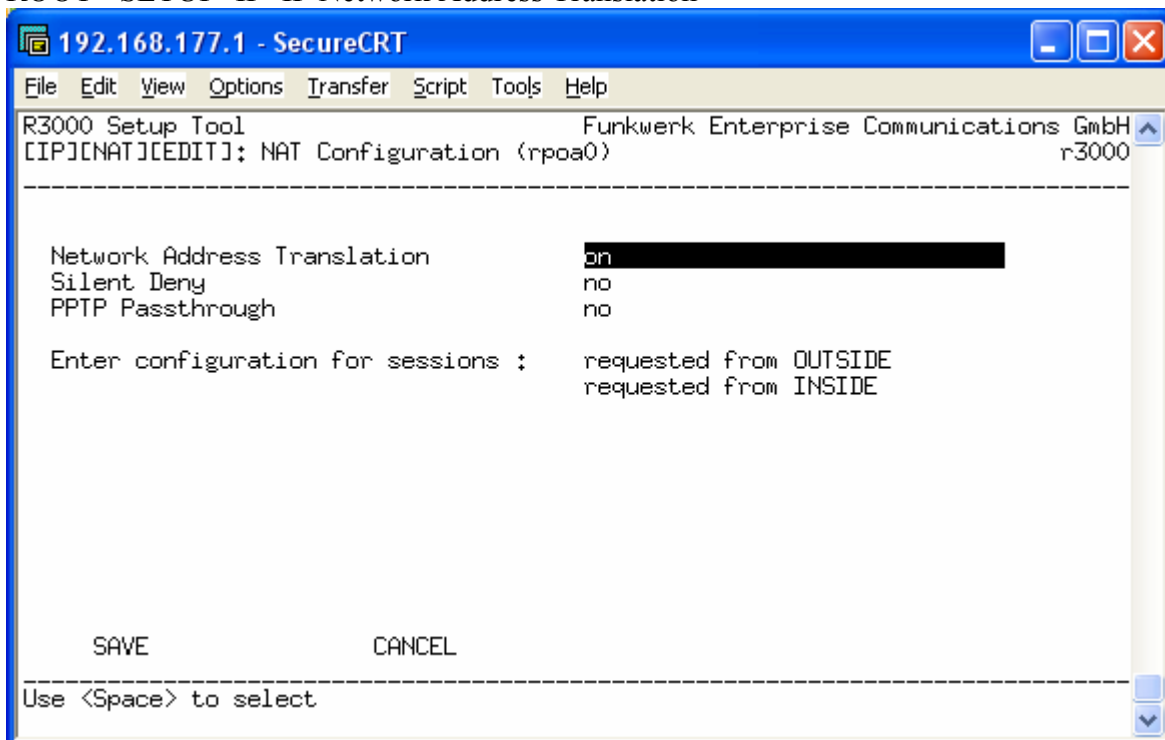 192.168.177.1 - SecureCRT
File Edit View Options Transfer Script Tools Help
R3000 Setup Tool Funkwerk Enterprise Communications GmbH
[IP][NAT][EDIT]: NAT Configuration (rpoa0) r3000
Network Address Translation on
Silent Deny no
PPTP Passthrough no
Enter configuration for sessions : requested from OUTSIDE
requested from INSIDE
SAVE CANCEL
Use <Space> to select